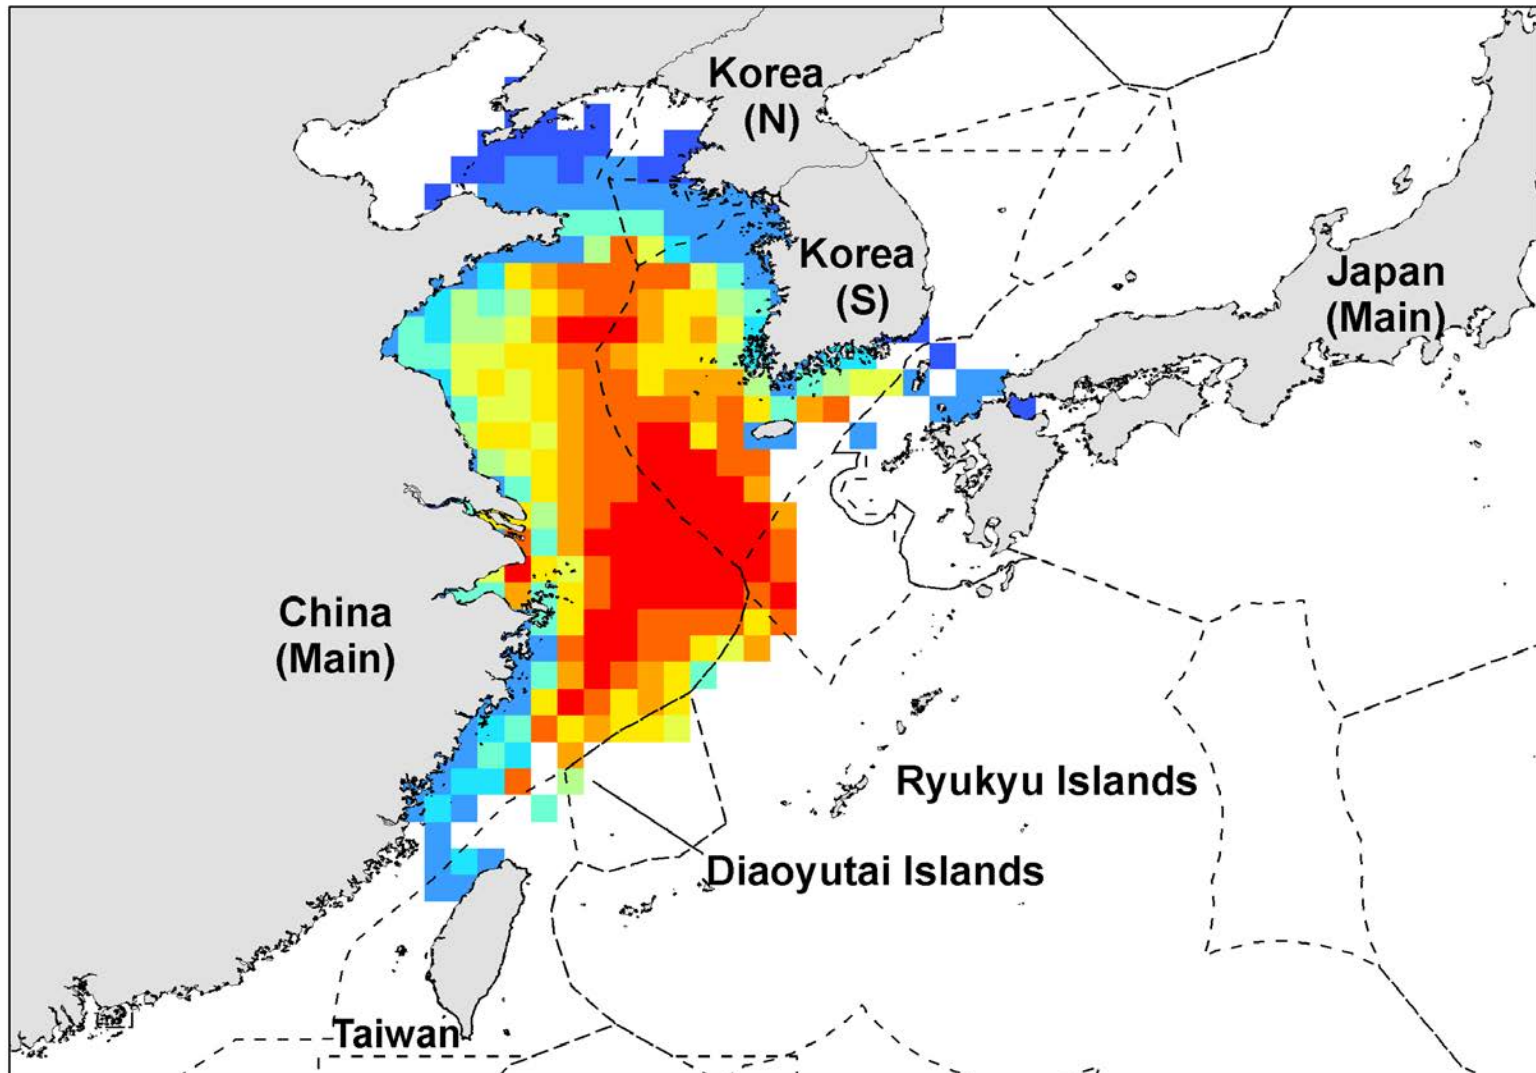 Korea
(N)
Korea
(S)
Japan
(Main)
China
(Main)
Ryukyu Islands
Diaoyutai Islands
Taiwan